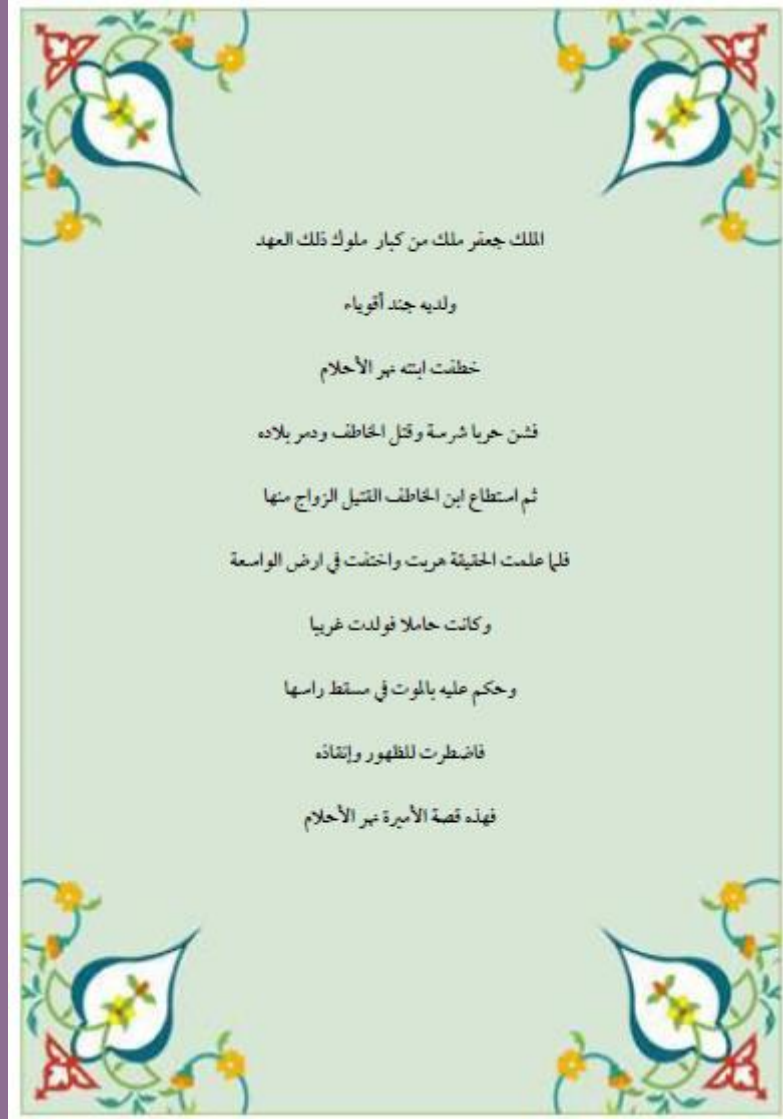 الملك جعفر ملك من كبار ملوك ذلك العهد
ولديه جند أقوياء
خطفت ابنته نهر الأحلام
فشن حربا شرسة وقتل الخاطف ودمر بلاده
ثم استطاع ابن الخاطف القتيل الزواج منها
فلما علمت الحقيقة هربت واختفت في ارض الواسعة
وكانت حاملا فولدت غريبا
وحكم عليه بالموت في مسقط راسها
فاضطرت للظهور وإنقاذه
فهذه قصة الأميرة نهر الأحلام